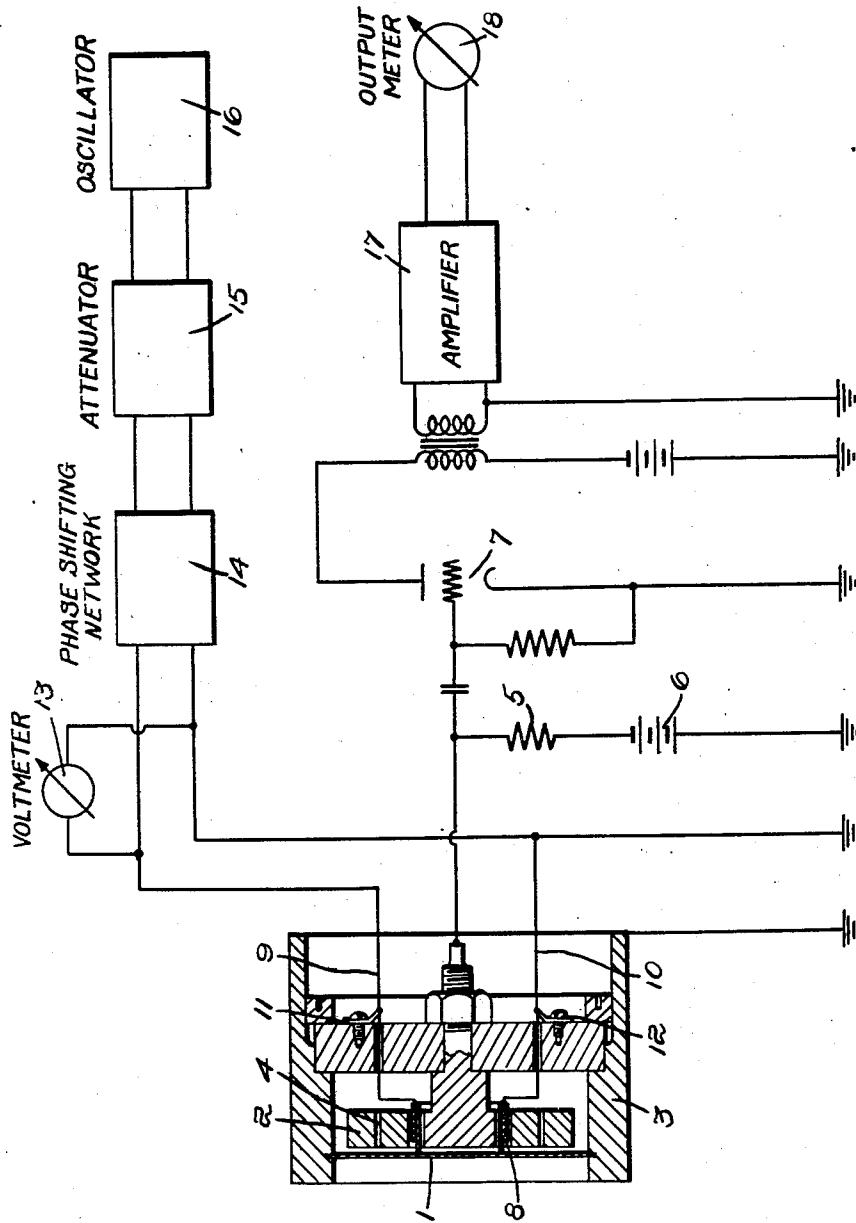 OSCILLATOR
16
ATTENUATOR
15
PHASE SHIFTING
NETWORK
14
VOLTMETER
13
OUTPUT
METER
18
17
AMPLIFIER
7
5
6
9
10
11
12
4
2
3
1
8